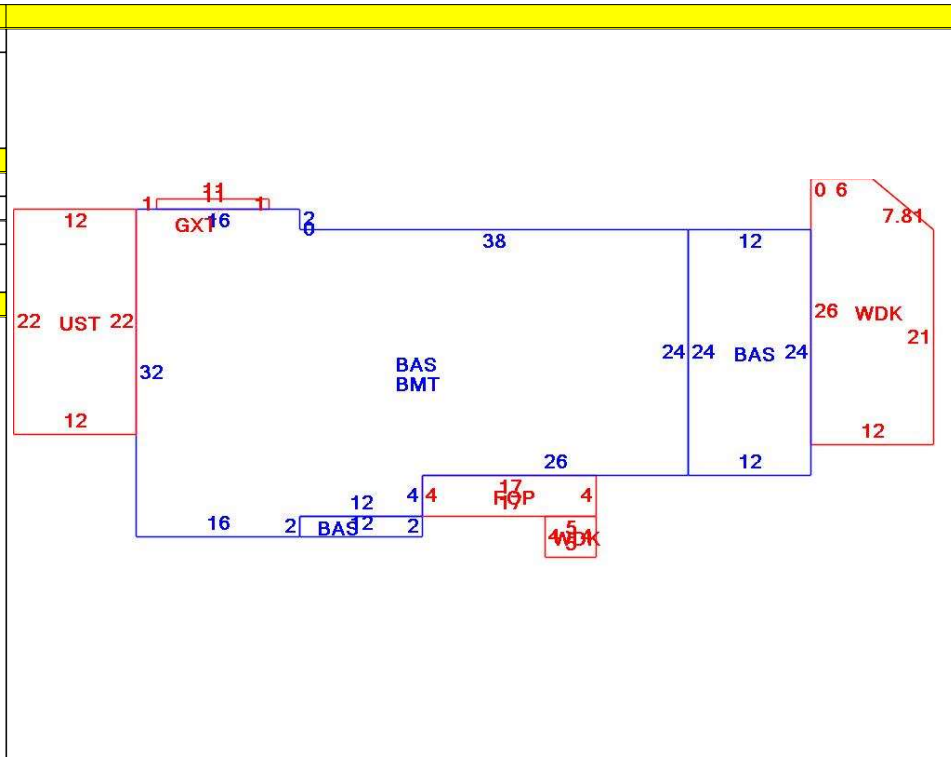 11
11
1 1
0 6
12 GXT 16 2
0
7.81
38 12
26 WDK
22 UST 22
21
24 24 BAS 24
BAS
BMT
32
12
12
26 12
17
4 4 FOP 4
17
12
16 2 BAS 12 2
5
4 WDK 4
5